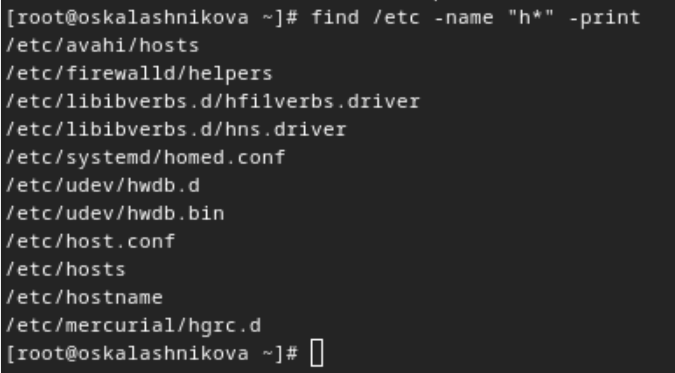 [root@oskalashnikova ~]# find /etc -name "h*" -print
/etc/avahi/hosts
/etc/firewalld/helpers
/etc/libibverbs.d/hfi1verbs.driver
/etc/libibverbs.d/hns.driver
/etc/systemd/homed.conf
/etc/udev/hwdb.d
/etc/udev/hwdb.bin
/etc/host.conf
/etc/hosts
/etc/hostname
/etc/mercurial/hgrc.d
[root@oskalashnikova ~]#